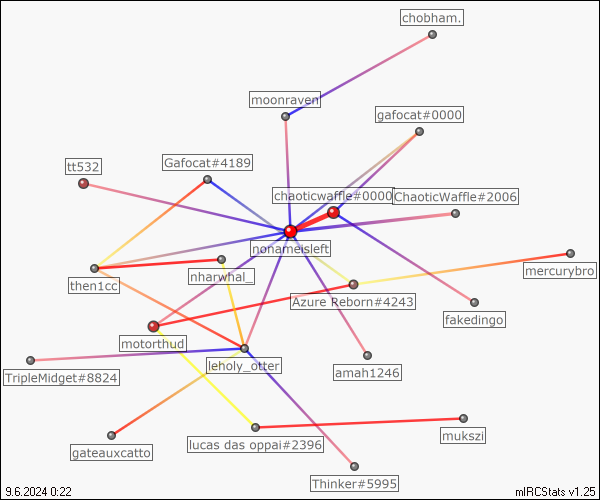 chobham.
moonraven
gafocat#0000
Gafocat#4189
tt532
chaoticwaffle#0000
ChaoticWaffle#2006
nonameisleft
nharwhal_
mercurybro
then1cc
Azure Reborn#4243
fakedingo
motorthud
leholy_otter
amah1246
TripleMidget#8824
mukszi
lucas das oppai#2396
gateauxcatto
Thinker#5995
9.6.2024 0:22
mIRCStats v1.25